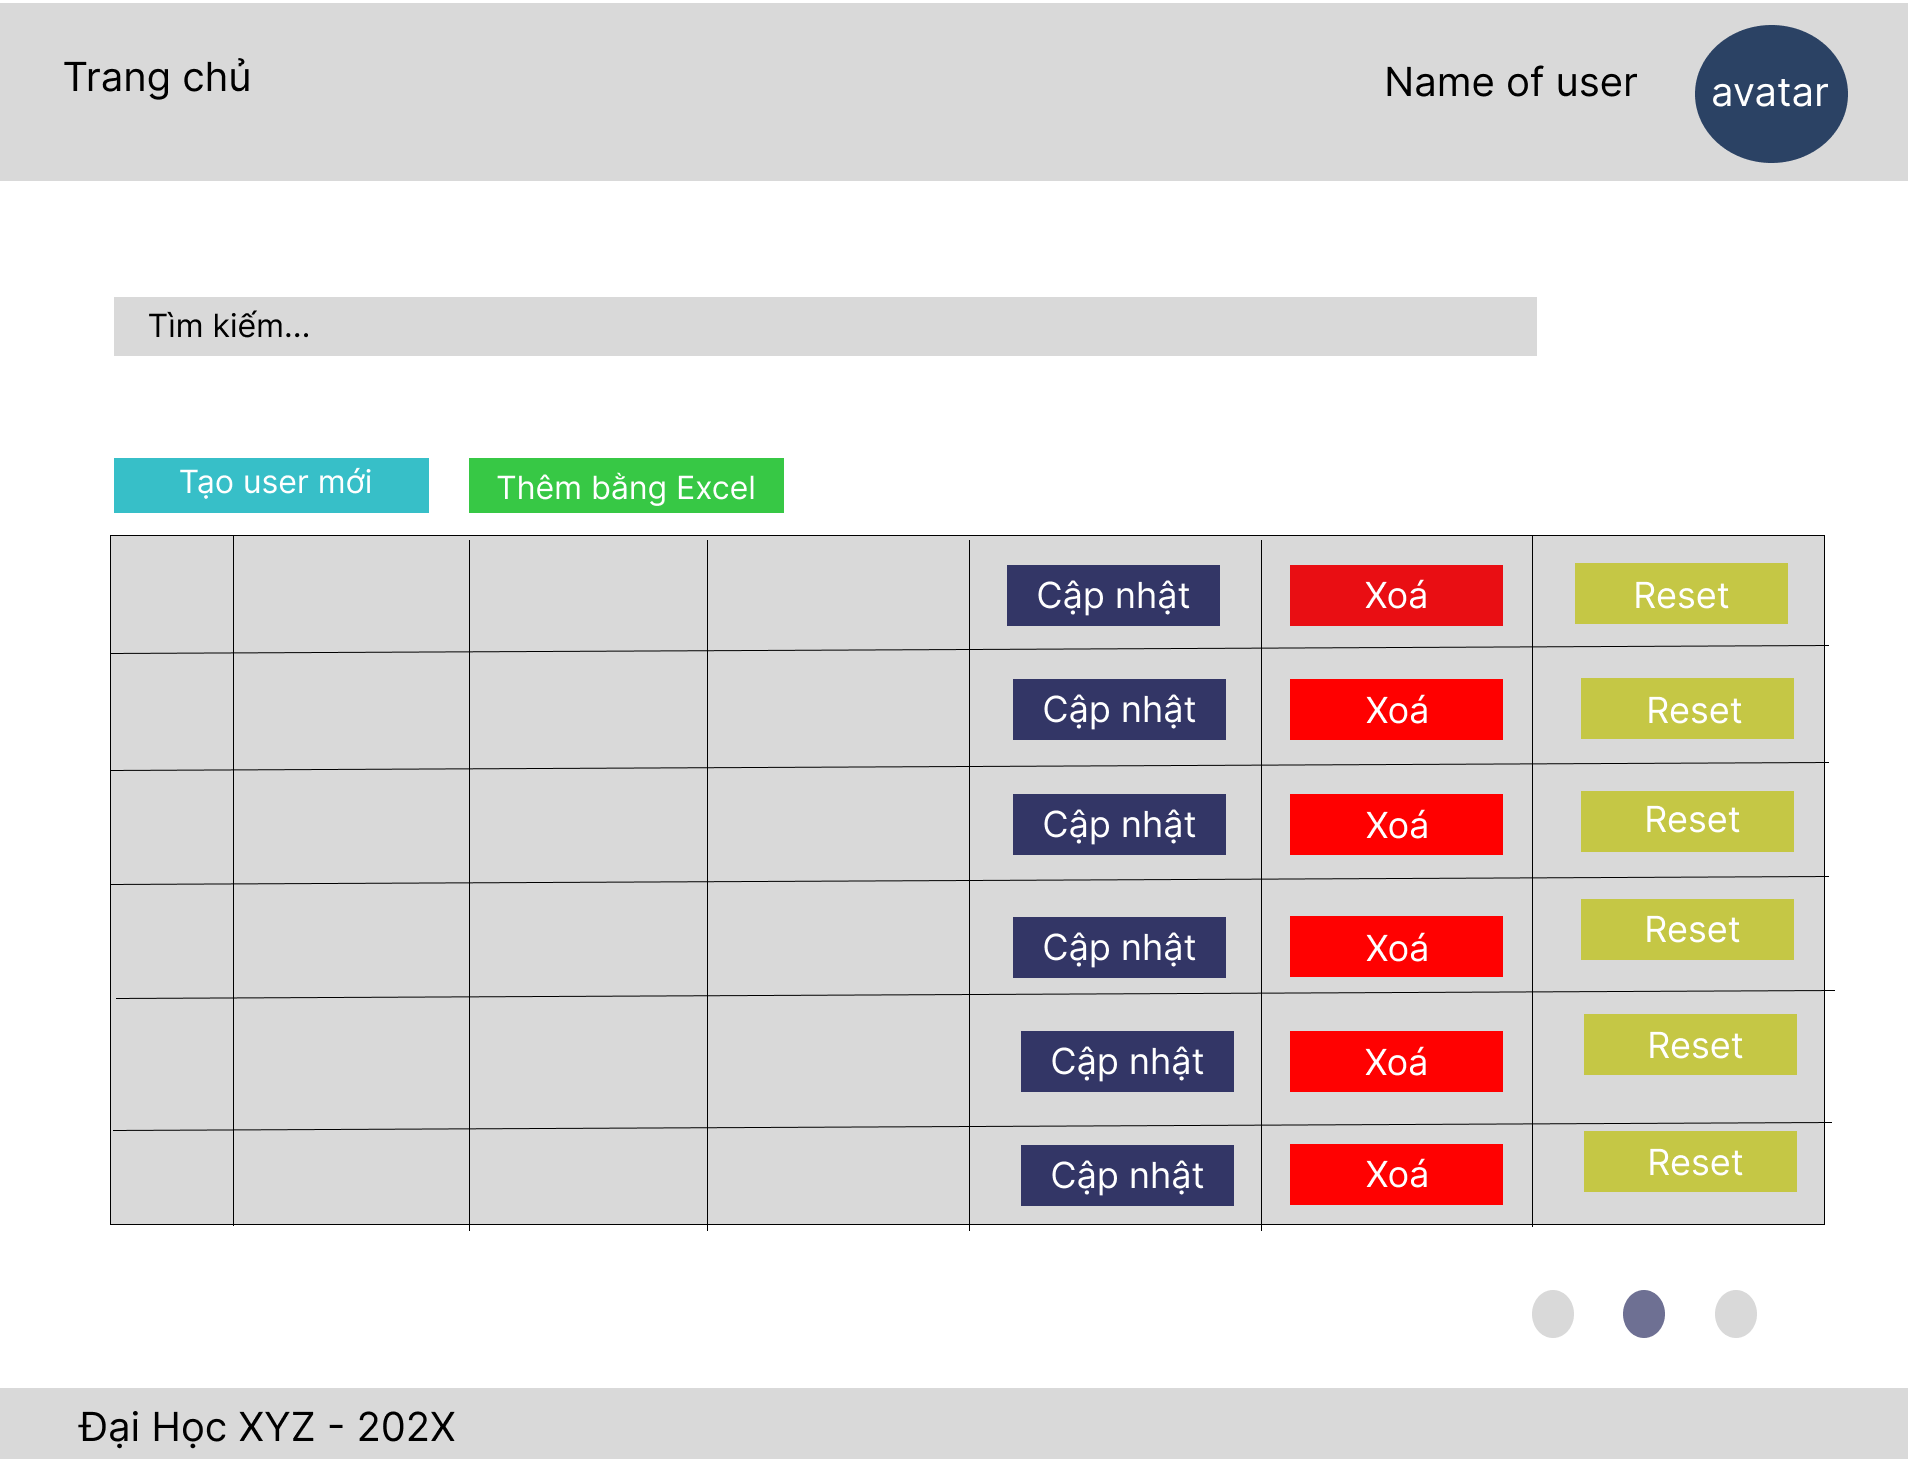 Trang chủ
Name of user
avatar
Tìm kiếm...
Tạo user mới
Thêm bằng Excel
Cập nhật
Xoá
Reset
Cập nhật
Xoá
Reset
Cập nhật
Xoá
Reset
Cập nhật
Xoá
Reset
Cập nhật
Xoá
Reset
Cập nhật
Xoá
Reset
Đại Học XYZ - 202X